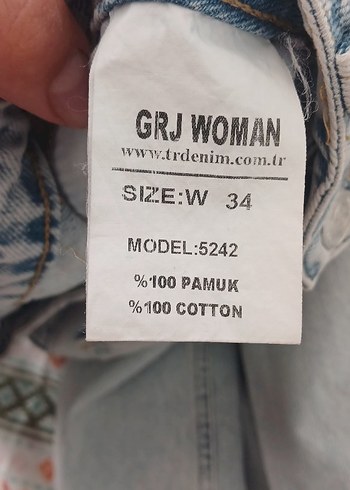 GRJ WOMAN
www.trdenim.com.tr
SIZE:W 34
MODEL:5242
%100 PAMUK
%100 COTTON